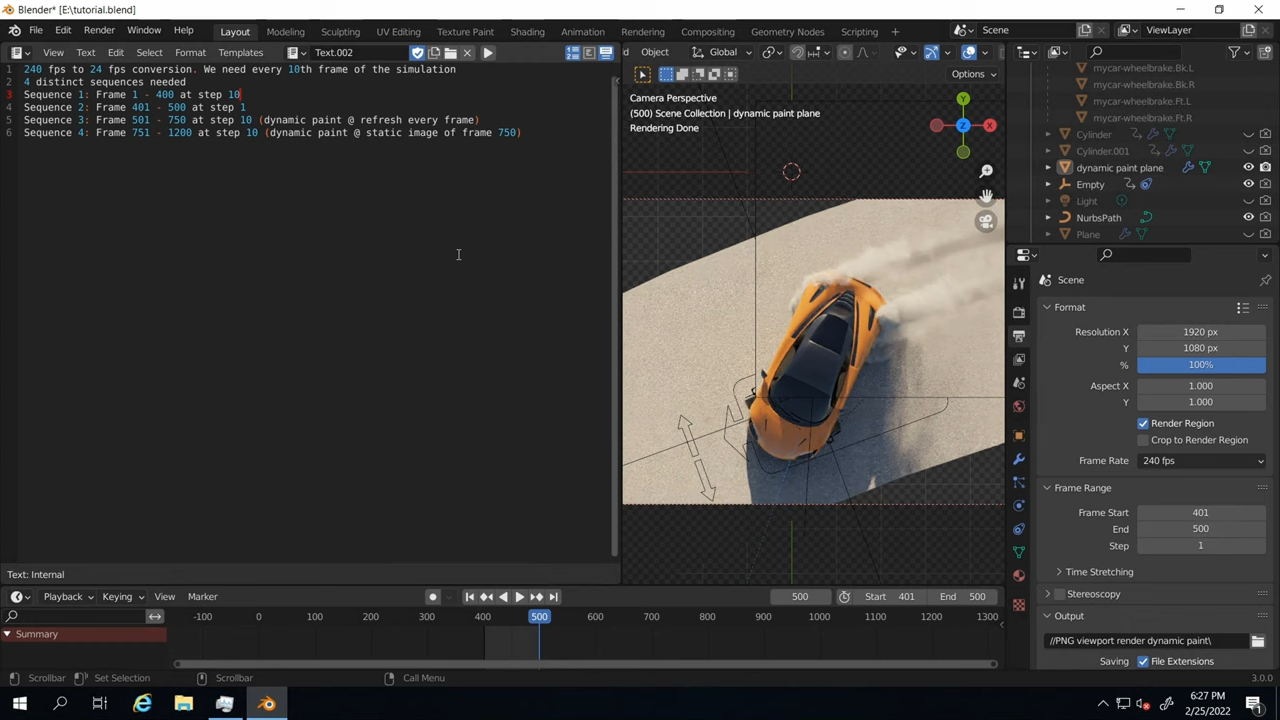 Blender* [E:\tutorial.blend]
File Edit Render Window Help Layout Modeling Sculpting UV Editing Texture Paint Shading Animation Rendering Compositing Geometry Nodes Scripting Scene ViewLayer
View Text Edit Select Format Templates Text.002 Object Global
Options
1 240 fps to 24 fps conversion. We need every 10th frame of the simulation
2 4 distinct sequences needed
3 Sequence 1: Frame 1 - 400 at step 10
4 Sequence 2: Frame 401 - 500 at step 1
5 Sequence 3: Frame 501 - 750 at step 10 (dynamic paint @ refresh every frame)
6 Sequence 4: Frame 751 - 1200 at step 10 (dynamic paint @ static image of frame 750)
Text: Internal
Camera Perspective
(500) Scene Collection | dynamic paint plane
Rendering Done
Y
Z
X
mycar-wheelbrake.Bk.L
mycar-wheelbrake.Bk.R
mycar-wheelbrake.Ft.L
mycar-wheelbrake.Ft.R
Cylinder
Cylinder.001
dynamic paint plane
Empty
Light
NurbsPath
Plane
Scene
Format
Resolution X 1920 px
Y 1080 px
% 100%
Aspect X 1.000
Y 1.000
Render Region
Crop to Render Region
Frame Rate 240 fps
Frame Range
Frame Start 401
End 500
Step 1
Time Stretching
Stereoscopy
Output
//PNG viewport render dynamic paint\
Saving File Extensions
Playback Keying View Marker 500 Start 401 End 500
-100 0 100 200 300 400 500 600 700 800 900 1000 1100 1200 1300
Summary
Scrollbar Set Selection Scrollbar Call Menu 3.0.0
6:27 PM
2/25/2022
1